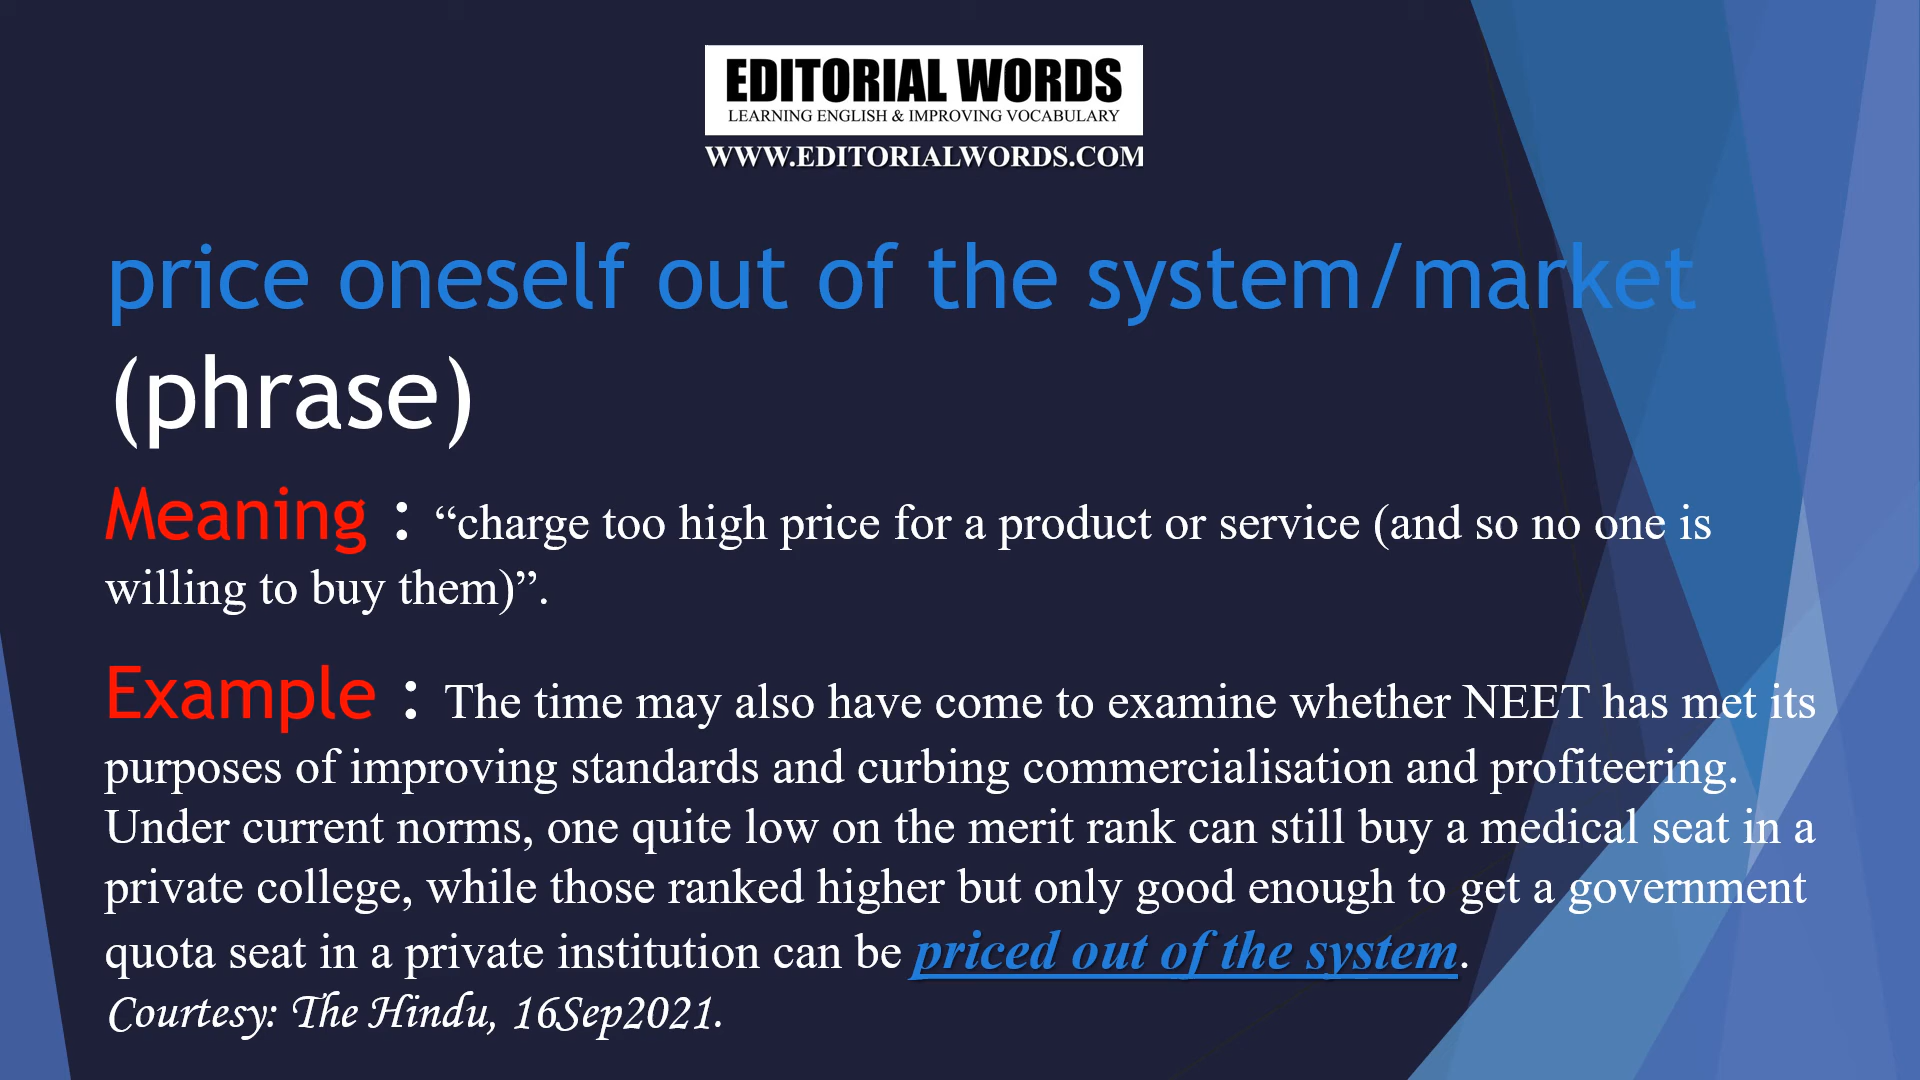 EDITORIAL WORDS
LEARNING ENGLISH & IMPROVING VOCABULARY
WWW.EDITORIALWORDS.COM
price oneself out of the system/market
(phrase)
Meaning : “charge too high price for a product or service (and so no one is
willing to buy them)”.
Example : The time may also have come to examine whether NEET has met its
purposes of improving standards and curbing commercialisation and profiteering.
Under current norms, one quite low on the merit rank can still buy a medical seat in a
private college, while those ranked higher but only good enough to get a government
quota seat in a private institution can be priced out of the system.
Courtesy: The Hindu, 16Sep2021.